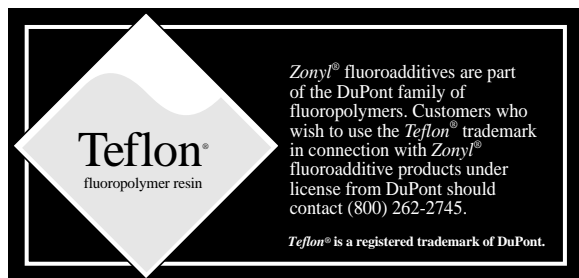 Teflon®
fluoropolymer resin
Zonyl® fluoroadditives are part
of the DuPont family of
fluoropolymers. Customers who
wish to use the Teflon® trademark
in connection with Zonyl®
fluoroadditive products under
license from DuPont should
contact (800) 262-2745.
Teflon® is a registered trademark of DuPont.